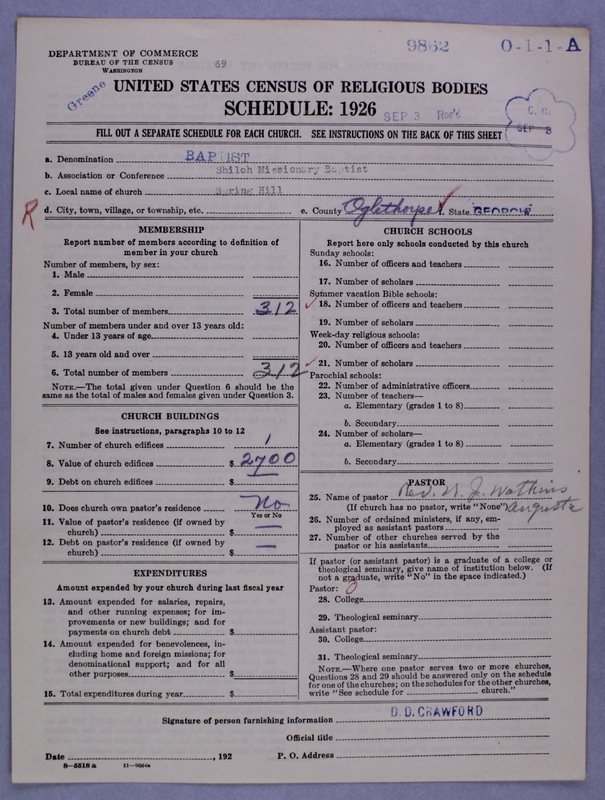 DEPARTMENT OF COMMERCE
BUREAU OF THE CENSUS
WASHINGTON
69
9862
0-1-1-A
Greene
UNITED STATES CENSUS OF RELIGIOUS BODIES
SCHEDULE: 1926
SEP 3 Rec'd
C. C.
SEP 8
FILL OUT A SEPARATE SCHEDULE FOR EACH CHURCH. SEE INSTRUCTIONS ON THE BACK OF THIS SHEET
a. Denomination BAPTIST
b. Association or Conference Shiloh Missionary Baptist
c. Local name of church Spring Hill
R d. City, town, village, or township, etc. e. County Oglethorpe f. State GEORGIA
MEMBERSHIP
Report number of members according to definition of
member in your church
Number of members, by sex:
1. Male
2. Female
3. Total number of members 312
Number of members under and over 13 years old:
4. Under 13 years of age
5. 13 years old and over
6. Total number of members 312
NOTE.—The total given under Question 6 should be the
same as the total of males and females given under Question 3.
CHURCH BUILDINGS
See instructions, paragraphs 10 to 12
7. Number of church edifices 1
8. Value of church edifices $ 2700
9. Debt on church edifices $ —
10. Does church own pastor's residence No
Yes or No
11. Value of pastor's residence (if owned by
church) $ —
12. Debt on pastor's residence (if owned by
church) $ —
EXPENDITURES
Amount expended by your church during last fiscal year
13. Amount expended for salaries, repairs,
and other running expenses; for im-
provements or new buildings; and for
payments on church debt $
14. Amount expended for benevolences, in-
cluding home and foreign missions; for
denominational support; and for all
other purposes $
15. Total expenditures during year $
CHURCH SCHOOLS
Report here only schools conducted by this church
Sunday schools:
16. Number of officers and teachers
17. Number of scholars
Summer vacation Bible schools:
18. Number of officers and teachers
19. Number of scholars
Week-day religious schools:
20. Number of officers and teachers
21. Number of scholars
Parochial schools:
22. Number of administrative officers
23. Number of teachers—
a. Elementary (grades 1 to 8)
b. Secondary
24. Number of scholars—
a. Elementary (grades 1 to 8)
b. Secondary
PASTOR
25. Name of pastor Rev. N. J. Watkins
(If church has no pastor, write "None") Augusta
26. Number of ordained ministers, if any, em-
ployed as assistant pastors
27. Number of other churches served by the
pastor or his assistants
If pastor (or assistant pastor) is a graduate of a college or
theological seminary, give name of institution below. (If
not a graduate, write "No" in the space indicated.)
Pastor: 0
28. College
29. Theological seminary
Assistant pastor:
30. College
31. Theological seminary
NOTE.—Where one pastor serves two or more churches,
Questions 28 and 29 should be answered only on the schedule
for one of the churches; on the schedules for the other churches,
write "See schedule for church."
Signature of person furnishing information D. D. CRAWFORD
Official title
Date , 192 P. O. Address
8-5518 a 11-9064a